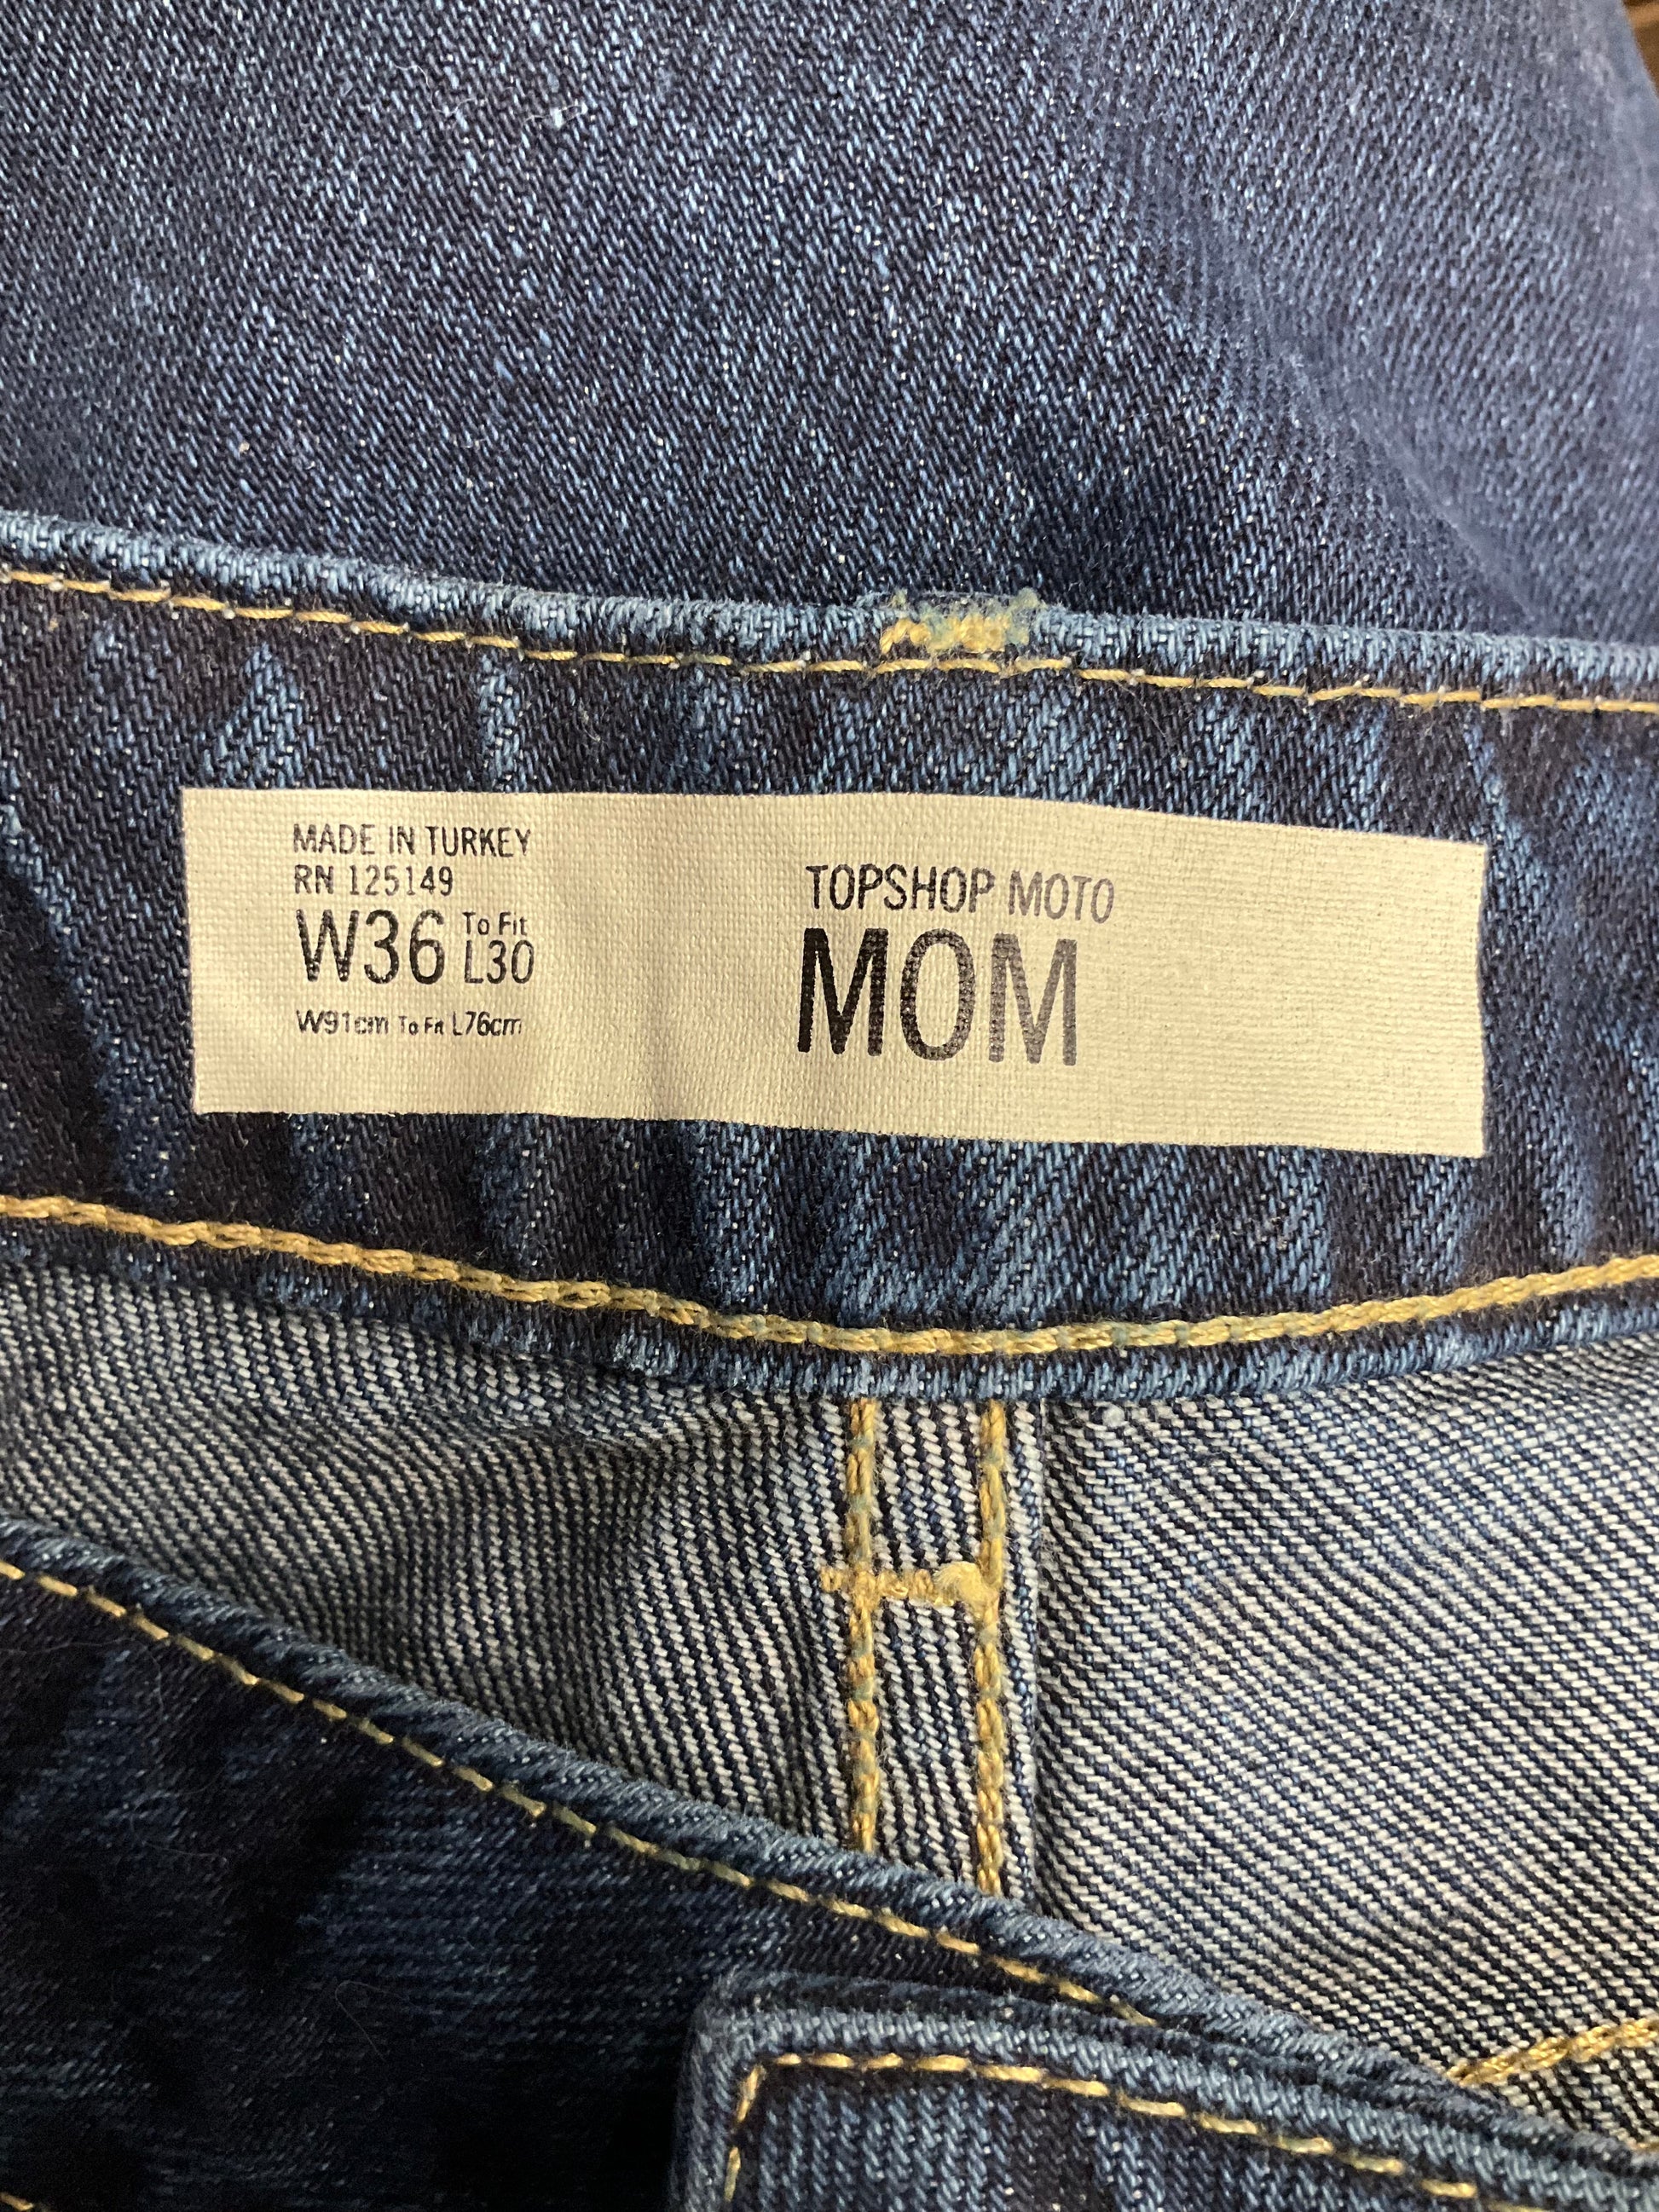 MADE IN TURKEY
RN 125149
W36 To Fit L30
W91cm To Fit L76cm
TOPSHOP MOTO
MOM